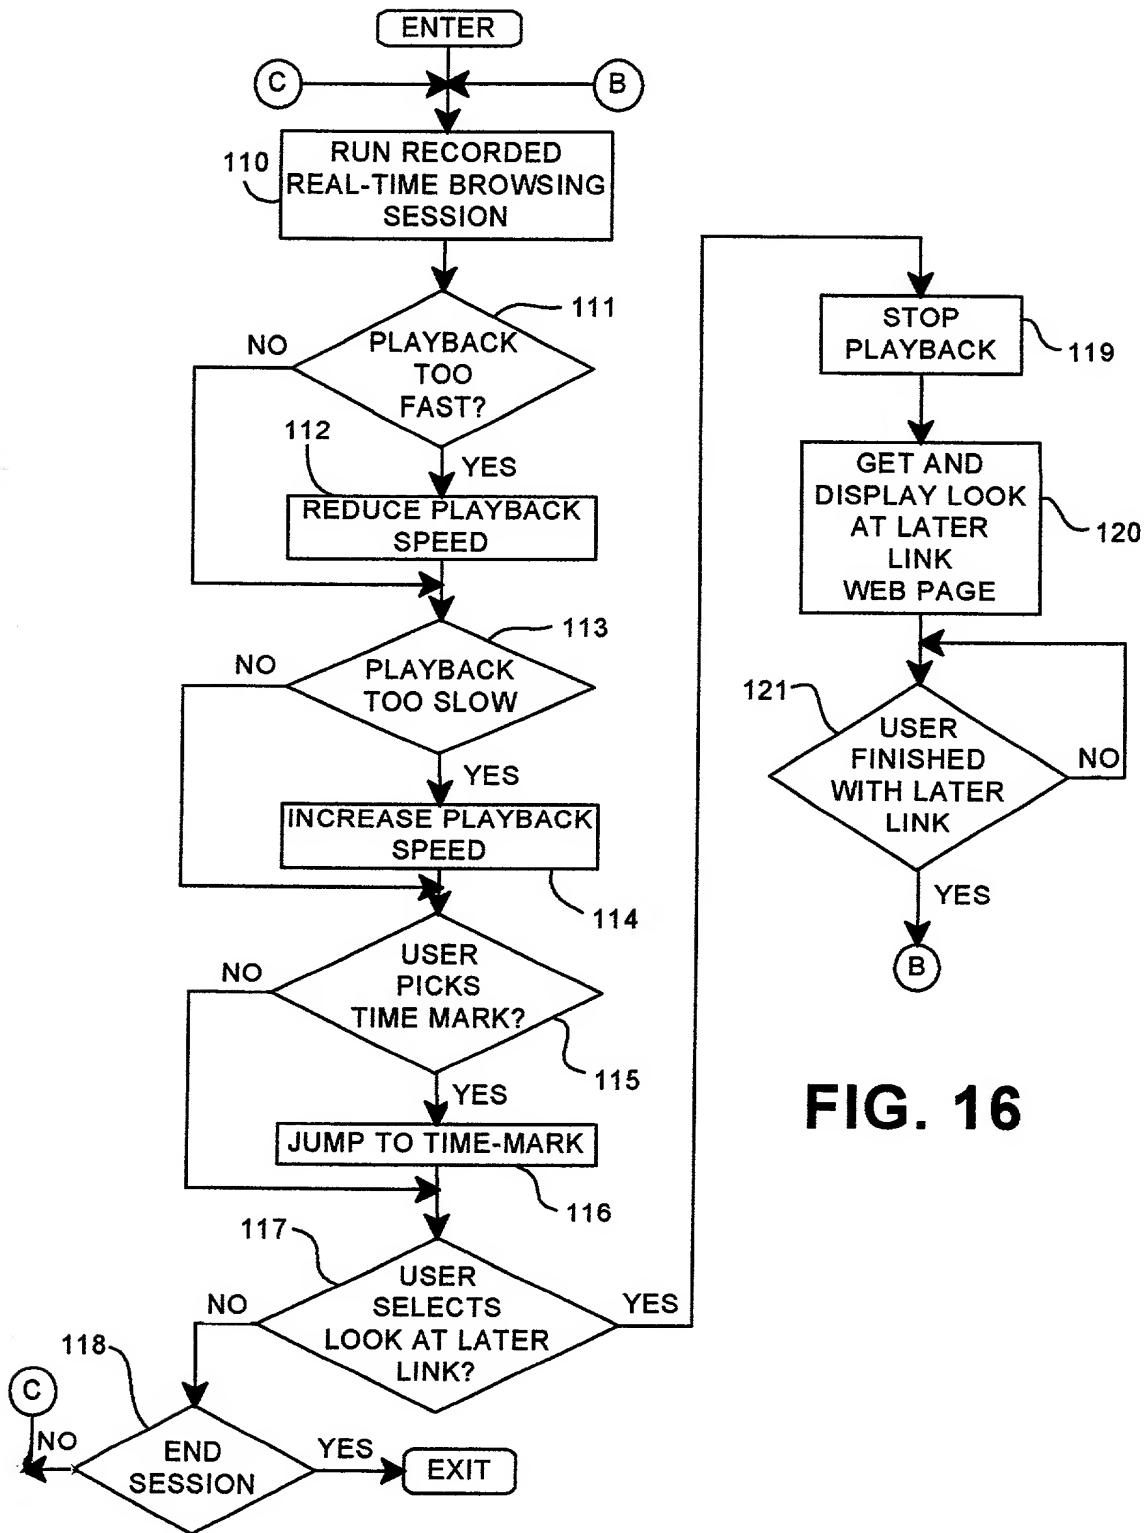 ENTER
C
B
110
RUN RECORDED
REAL-TIME BROWSING
SESSION
111
NO
PLAYBACK
TOO
FAST?
112
YES
REDUCE PLAYBACK
SPEED
113
NO
PLAYBACK
TOO SLOW
YES
INCREASE PLAYBACK
SPEED
114
NO
USER
PICKS
TIME MARK?
115
YES
JUMP TO TIME-MARK
116
117
NO
USER
SELECTS
LOOK AT LATER
LINK?
YES
118
C
NO
END
SESSION
YES
EXIT
STOP
PLAYBACK
119
GET AND
DISPLAY LOOK
AT LATER
LINK
WEB PAGE
120
121
USER
FINISHED
WITH LATER
LINK
NO
YES
B
FIG. 16